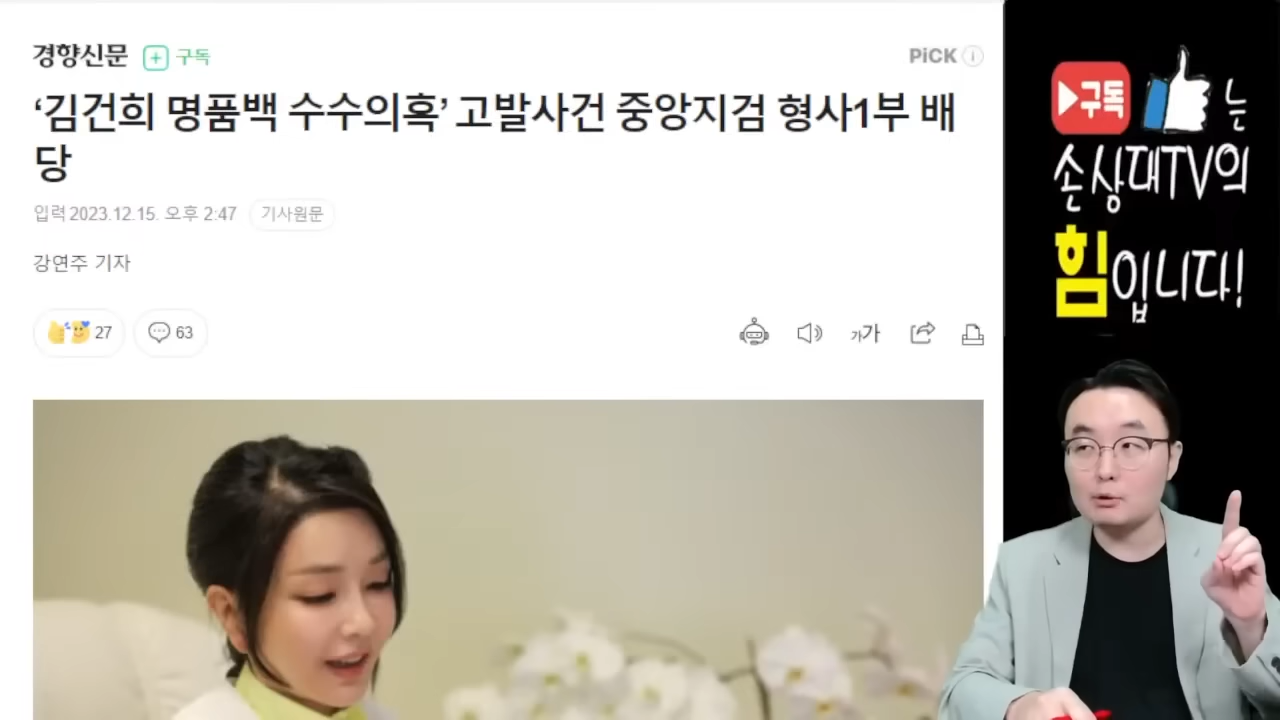 경향신문 구독
PiCK
‘김건희 명품백 수수의혹’ 고발사건 중앙지검 형사1부 배
당
입력 2023.12.15. 오후 2:47 기사원문
강연주 기자
27 63
가가
구독 는
손상대TV의
힘입니다!